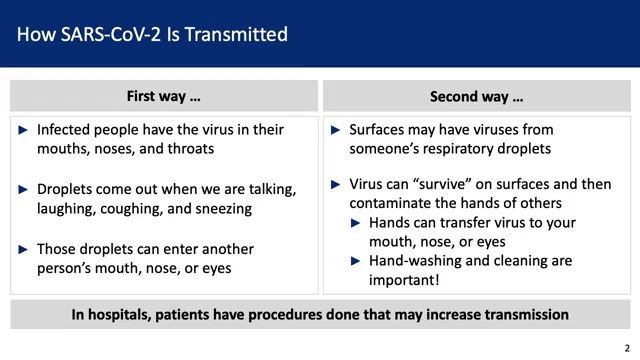 How SARS-CoV-2 Is Transmitted
First way ...
► Infected people have the virus in their
mouths, noses, and throats
► Droplets come out when we are talking,
laughing, coughing, and sneezing
► Those droplets can enter another
person's mouth, nose, or eyes
Second way ...
► Surfaces may have viruses from
someone's respiratory droplets
► Virus can “survive” on surfaces and then
contaminate the hands of others
► Hands can transfer virus to your
mouth, nose, or eyes
► Hand-washing and cleaning are
important!
In hospitals, patients have procedures done that may increase transmission
2